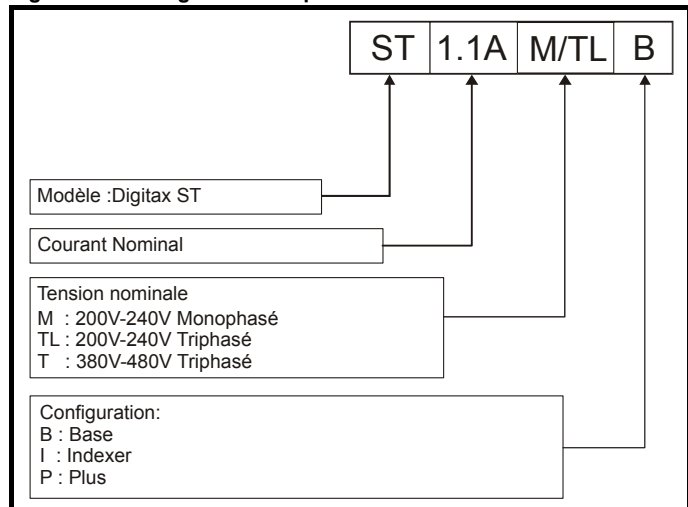 ST 1.1A M/TL B
Modèle :Digitax ST
Courant Nominal
Tension nominale
M : 200V-240V Monophasé
TL : 200V-240V Triphasé
T : 380V-480V Triphasé
Configuration:
B : Base
I : Indexer
P : Plus